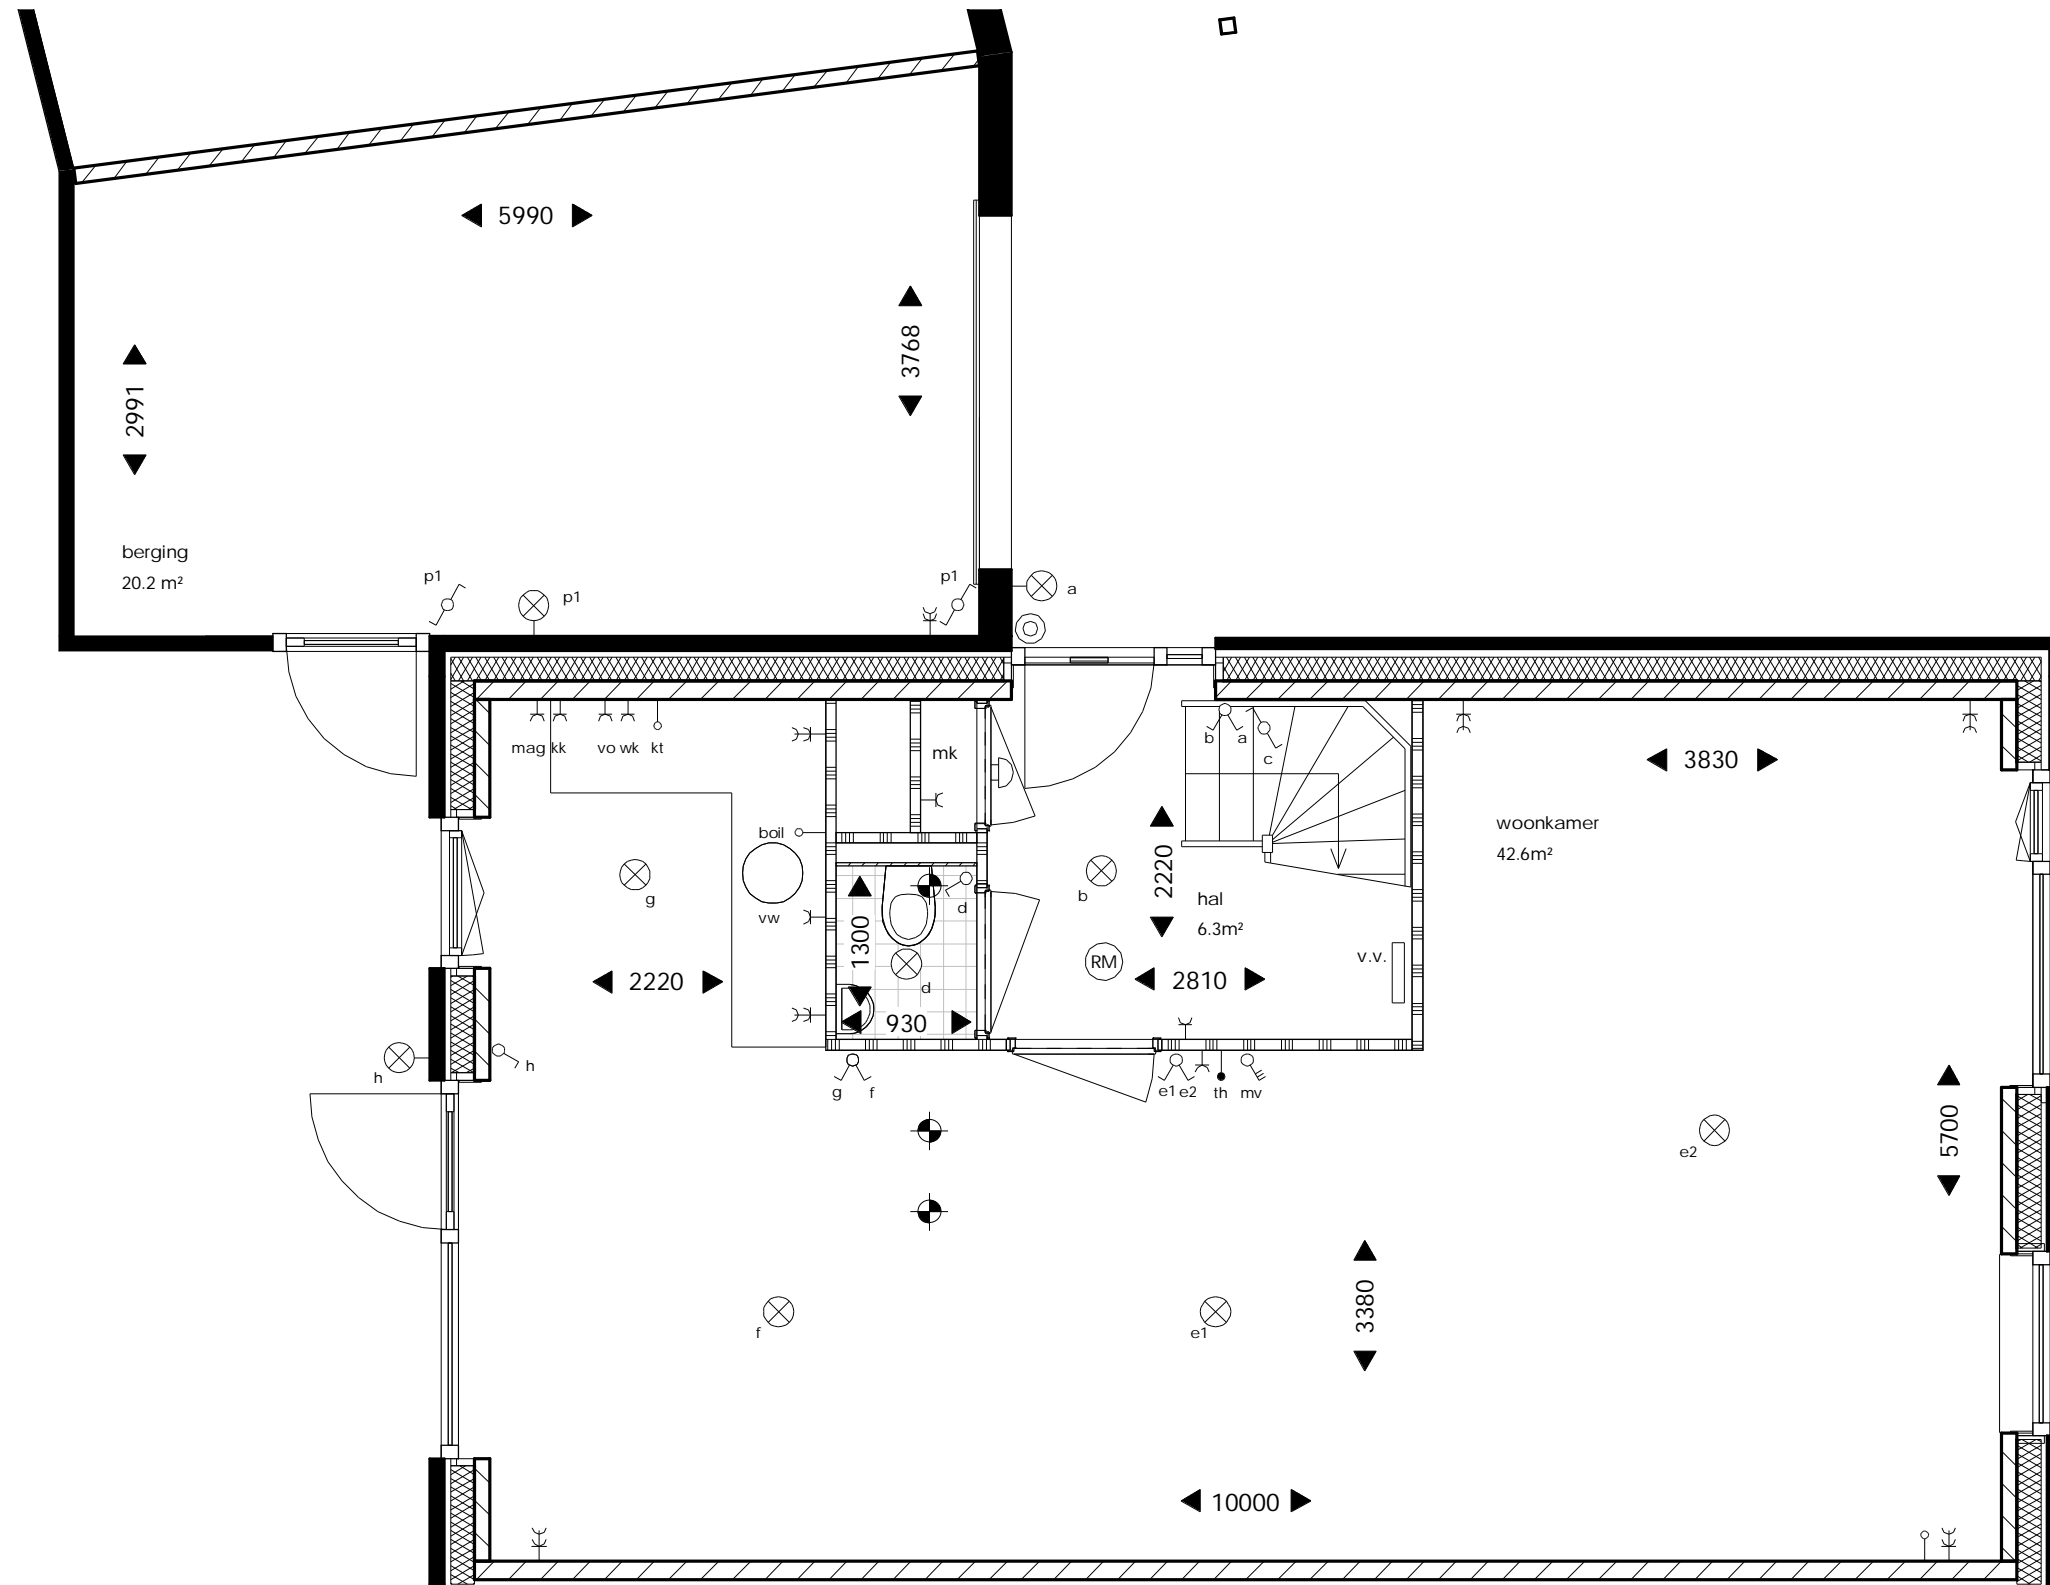 5990
3768
2991
berging
20.2 m²
p1
p1
p1
a
mag kk
vo wk
kt
mk
b
a
c
3830
woonkamer
42.6m²
boil
vw
g
2220
1300
d
d
930
b
2220
hal
6.3m²
RM
2810
v.v.
h
h
g
f
e1 e2
th
mv
e2
5700
f
e1
3380
10000